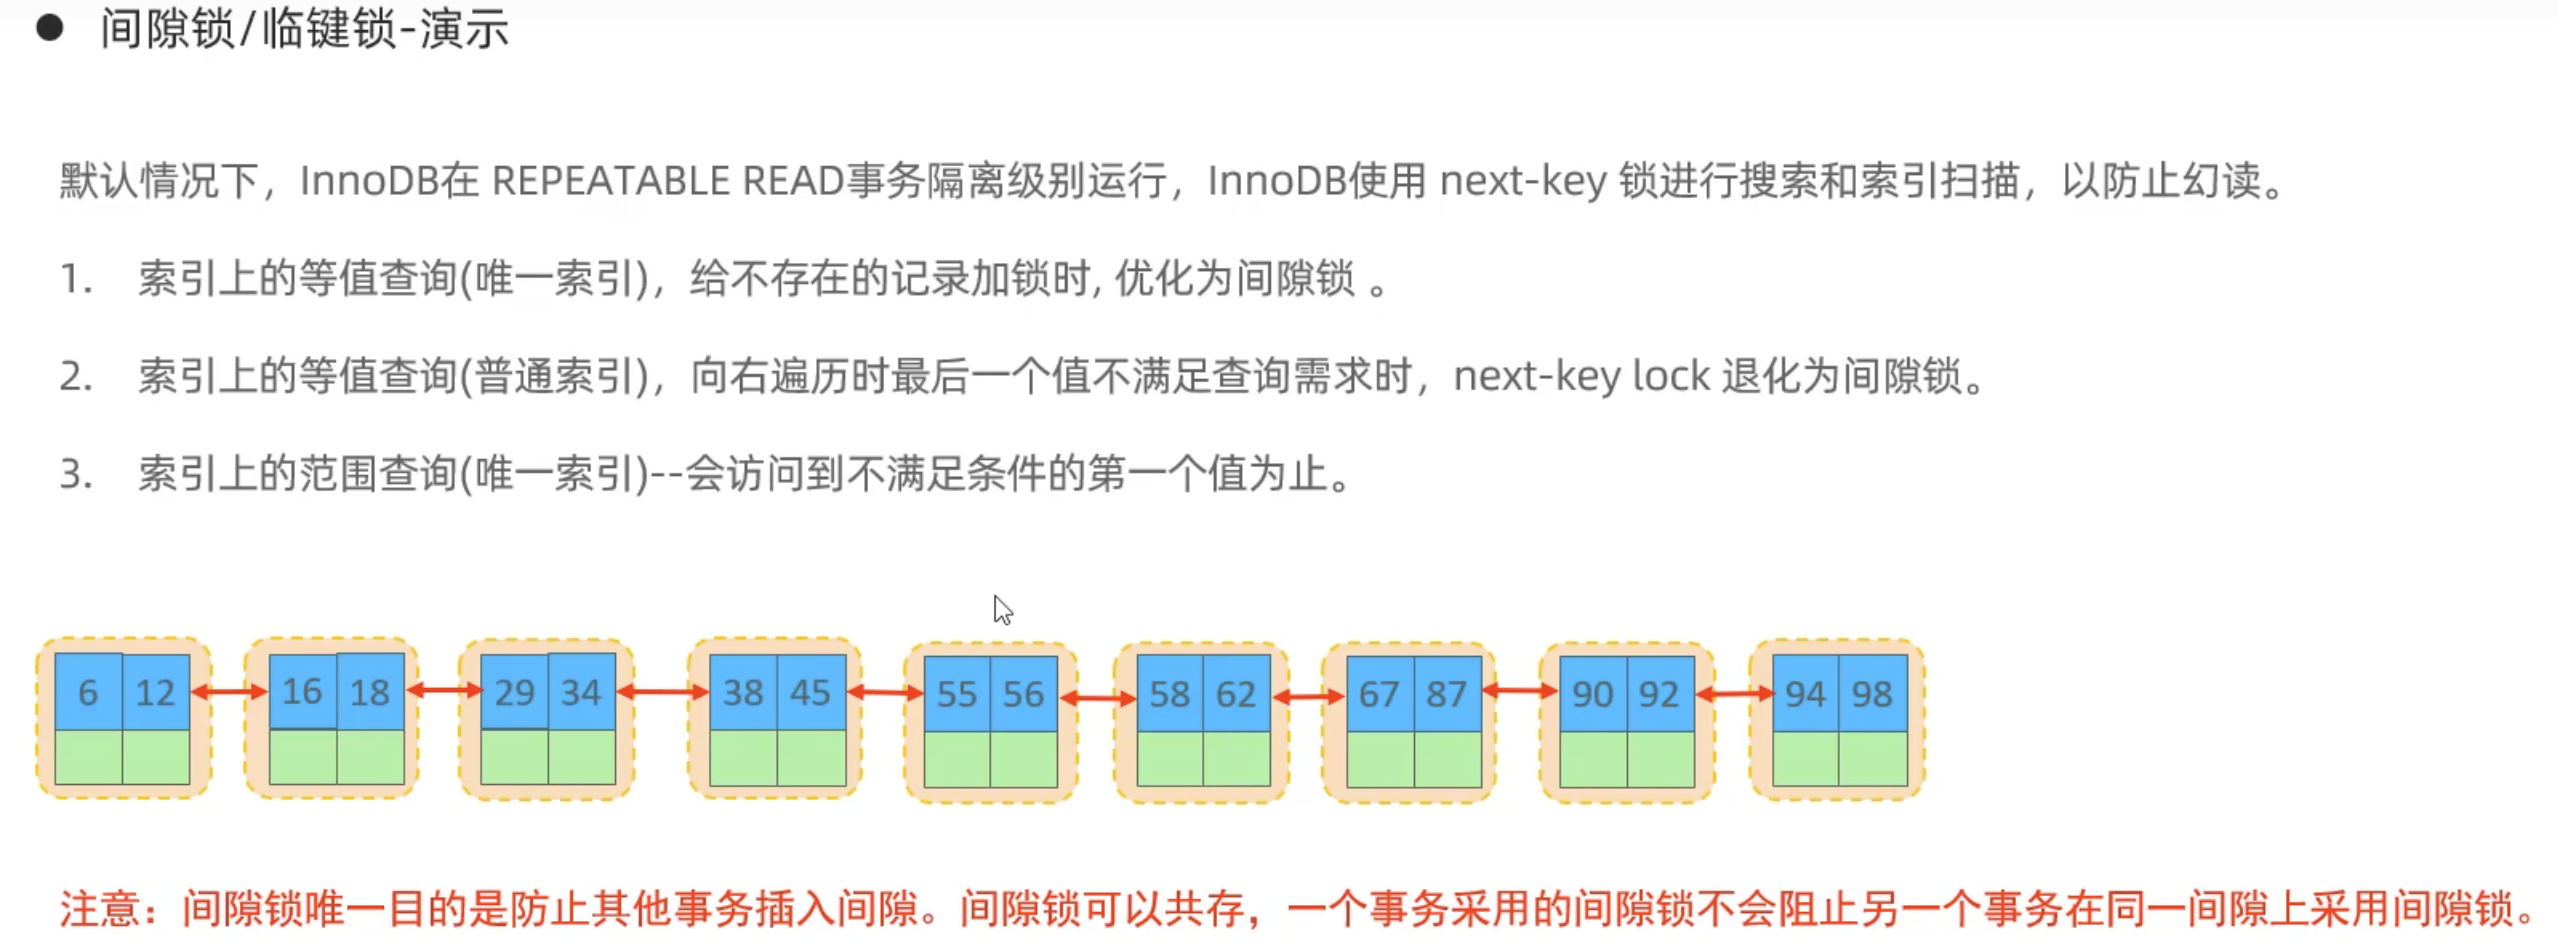 ● 间隙锁/临键锁-演示
默认情况下，InnoDB在 REPEATABLE READ事务隔离级别运行，InnoDB使用 next-key 锁进行搜索和索引扫描，以防止幻读。
1. 索引上的等值查询(唯一索引)，给不存在的记录加锁时, 优化为间隙锁 。
2. 索引上的等值查询(普通索引)，向右遍历时最后一个值不满足查询需求时，next-key lock 退化为间隙锁。
3. 索引上的范围查询(唯一索引)--会访问到不满足条件的第一个值为止。
6 12 16 18 29 34 38 45 55 56 58 62 67 87 90 92 94 98
注意：间隙锁唯一目的是防止其他事务插入间隙。间隙锁可以共存，一个事务采用的间隙锁不会阻止另一个事务在同一间隙上采用间隙锁。